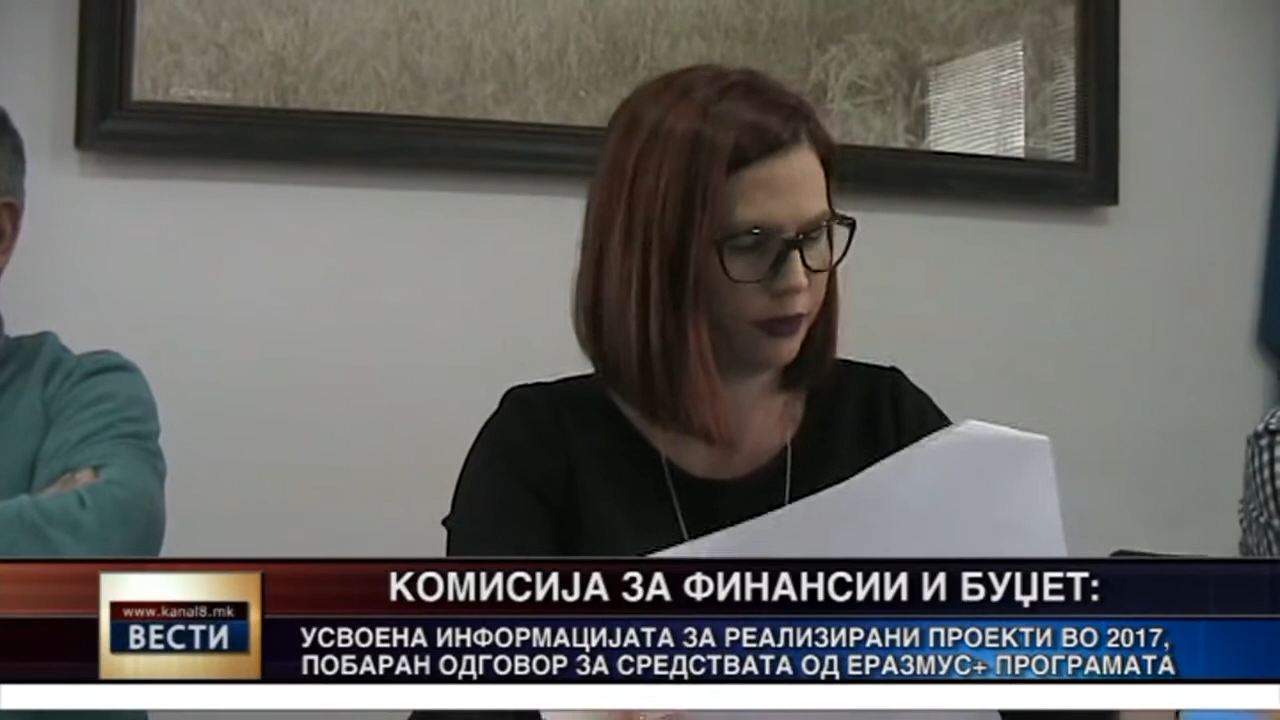 КОМИСИЈА ЗА ФИНАНСИИ И БУЏЕТ:
www.kanal8.mk
ВЕСТИ
УСВОЕНА ИНФОРМАЦИЈАТА ЗА РЕАЛИЗИРАНИ ПРОЕКТИ ВО 2017,
ПОБАРАН ОДГОВОР ЗА СРЕДСТВАТА ОД ЕРАЗМУС+ ПРОГРАМАТА